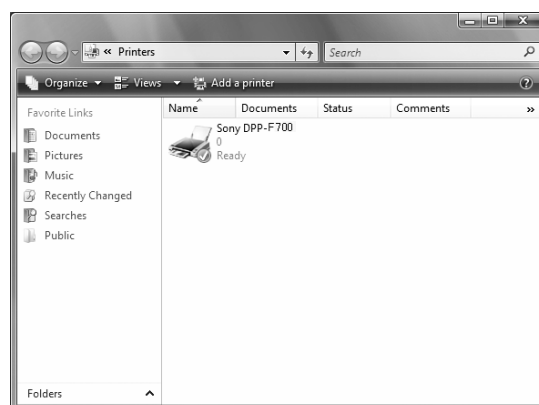 « Printers
Search
Organize Views Add a printer
Favorite Links
Documents
Pictures
Music
Recently Changed
Searches
Public
Folders
Name Documents Status Comments »
Sony DPP-F700
0
Ready